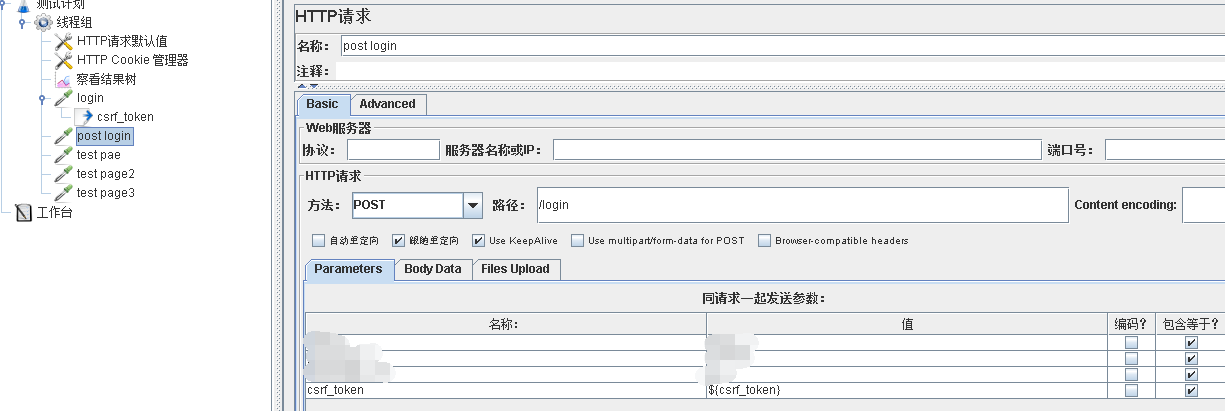 测试计划
线程组
HTTP请求默认值
HTTP Cookie 管理器
察看结果树
login
csrf_token
post login
test pae
test page2
test page3
工作台
HTTP请求
名称： post login
注释：
Basic Advanced
Web服务器
协议： 服务器名称或IP： 端口号：
HTTP请求
方法： POST 路径： /login Content encoding:
自动重定向 跟随重定向 Use KeepAlive Use multipart/form-data for POST Browser-compatible headers
Parameters Body Data Files Upload
同请求一起发送参数：
名称： 值 编码？ 包含等于？
csrf_token ${csrf_token}